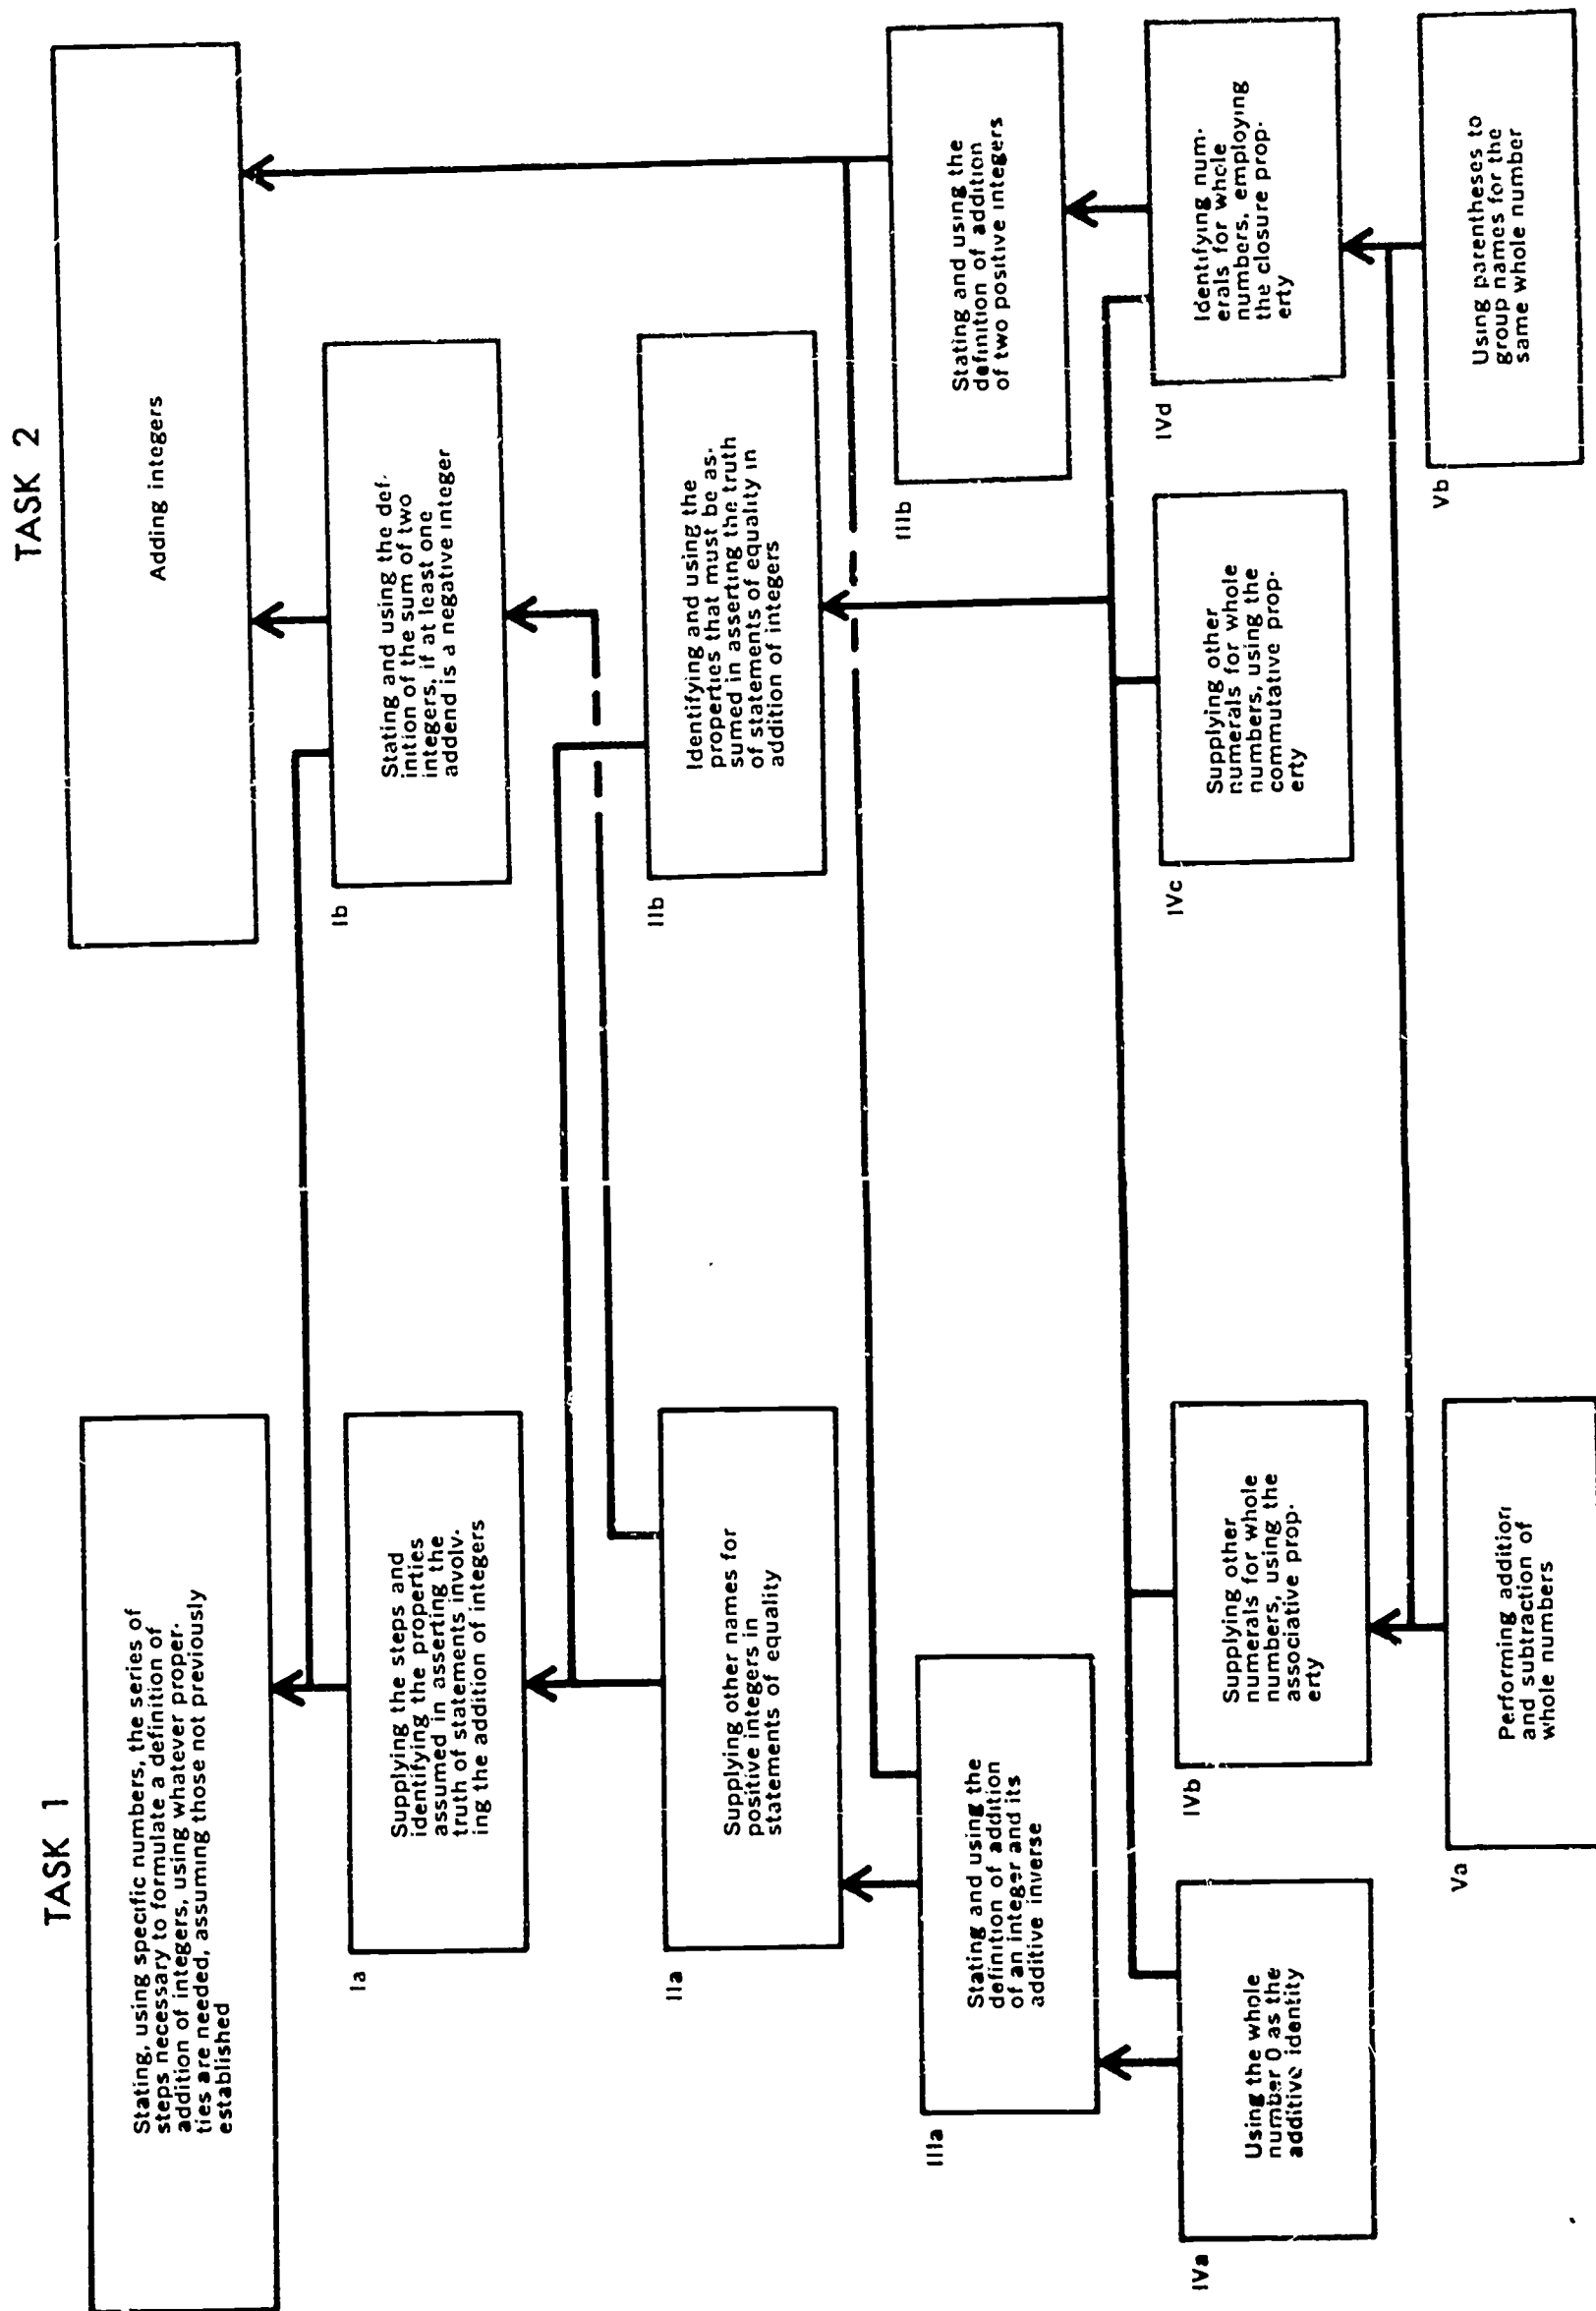 TASK 1
TASK 2
Stating, using specific numbers, the series of
steps necessary to formulate a definition of
addition of integers, using whatever proper-
ties are needed, assuming those not previously
established
Adding integers
Ia
Supplying the steps and
identifying the properties
assumed in asserting the
truth of statements involv-
ing the addition of integers
Ib
Stating and using the def-
inition of the sum of two
integers, if at least one
addend is a negative integer
IIa
Supplying other names for
positive integers in
statements of equality
IIb
Identifying and using the
properties that must be as-
sumed in asserting the truth
of statements of equality in
addition of integers
IIIa
Stating and using the
definition of addition
of an integer and its
additive inverse
IIIb
Stating and using the
definition of addition
of two positive integers
IVa
Using the whole
number 0 as the
additive identity
IVb
Supplying other
numerals for whole
numbers, using the
associative prop-
erty
IVc
Supplying other
numerals for whole
numbers, using the
commutative prop-
erty
IVd
Identifying num-
erals for whole
numbers, employing
the closure prop-
erty
Va
Performing addition
and subtraction of
whole numbers
Vb
Using parentheses to
group names for the
same whole number